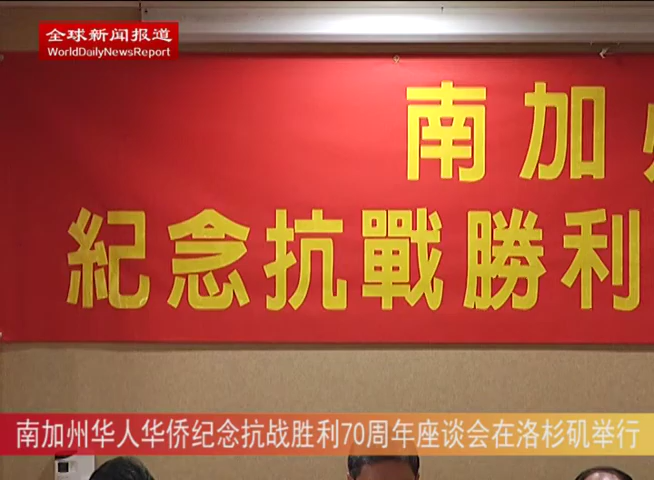 全球新闻报道
WorldDailyNewsReport
南加
紀念抗戰勝利
南加州华人华侨纪念抗战胜利70周年座谈会在洛杉矶举行